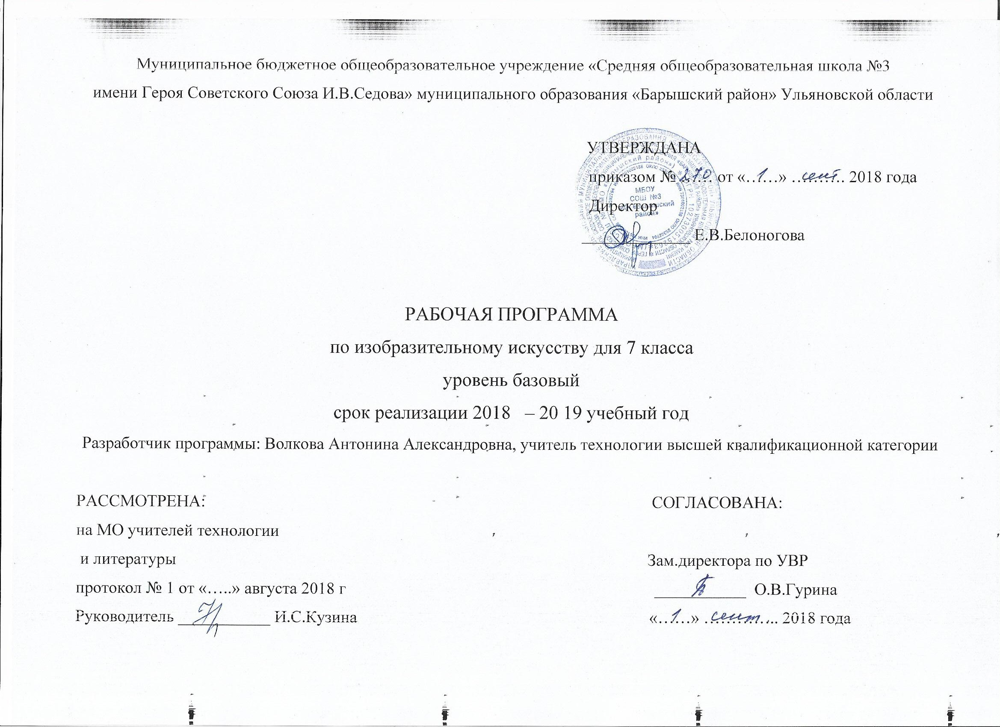 Муниципальное бюджетное общеобразовательное учреждение «Средняя общеобразовательная школа №3
имени Героя Советского Союза И.В.Седова» муниципального образования «Барышский район» Ульяновской области
УТВЕРЖДАНА
приказом № 270 от «…1…» …сент… 2018 года
Директор
Е.В.Белоногова
МБОУ
СОШ №3
район»
РАБОЧАЯ ПРОГРАММА
по изобразительному искусству для 7 класса
уровень базовый
срок реализации 2018 – 20 19 учебный год
Разработчик программы: Волкова Антонина Александровна, учитель технологии высшей квалификационной категории
РАССМОТРЕНА:
на МО учителей технологии
и литературы
протокол № 1 от «…..» августа 2018 г
Руководитель ___________ И.С.Кузина
СОГЛАСОВАНА:
Зам.директора по УВР
___________ О.В.Гурина
«…1…» …сент… 2018 года